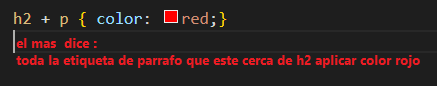 h2 + p { color: red;}
el mas dice :
toda la etiqueta de parrafo que este cerca de h2 aplicar color rojo